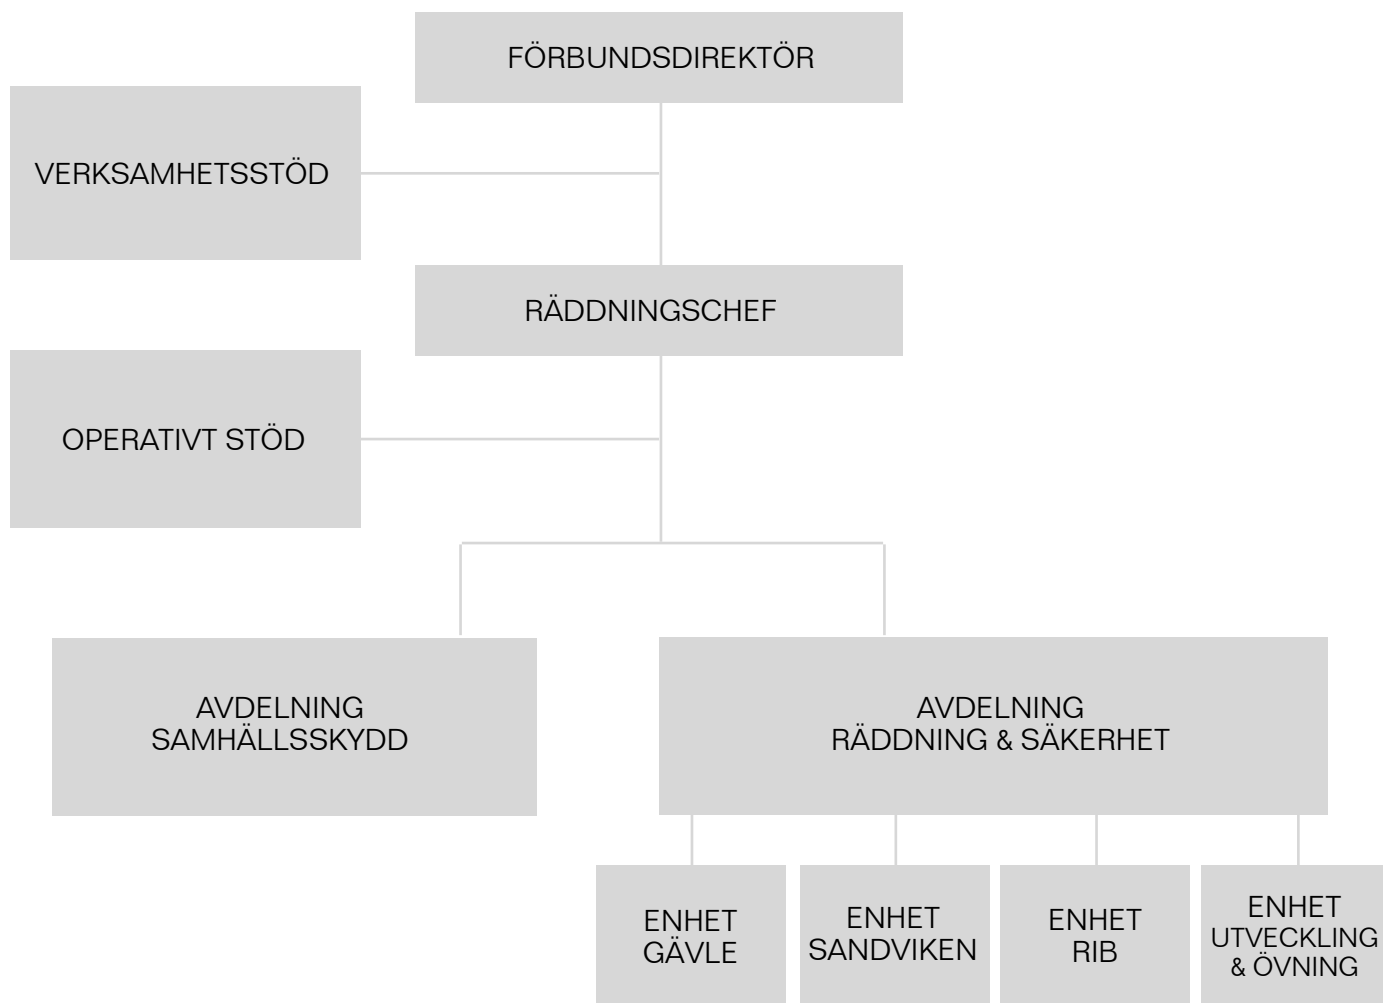 FÖRBUNDSDIREKTÖR
VERKSAMHETSSTÖD
RÄDDNINGSCHEF
OPERATIVT STÖD
AVDELNING
SAMHÄLLSSKYDD
AVDELNING
RÄDDNING & SÄKERHET
ENHET
GÄVLE
ENHET
SANDVIKEN
ENHET
RIB
ENHET
UTVECKLING
& ÖVNING